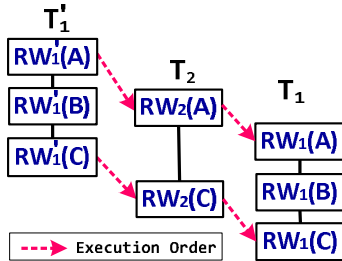 T'₁
RW'₁(A)
RW'₁(B)
RW'₁(C)
T₂
RW₂(A)
RW₂(C)
T₁
RW₁(A)
RW₁(B)
RW₁(C)
Execution Order